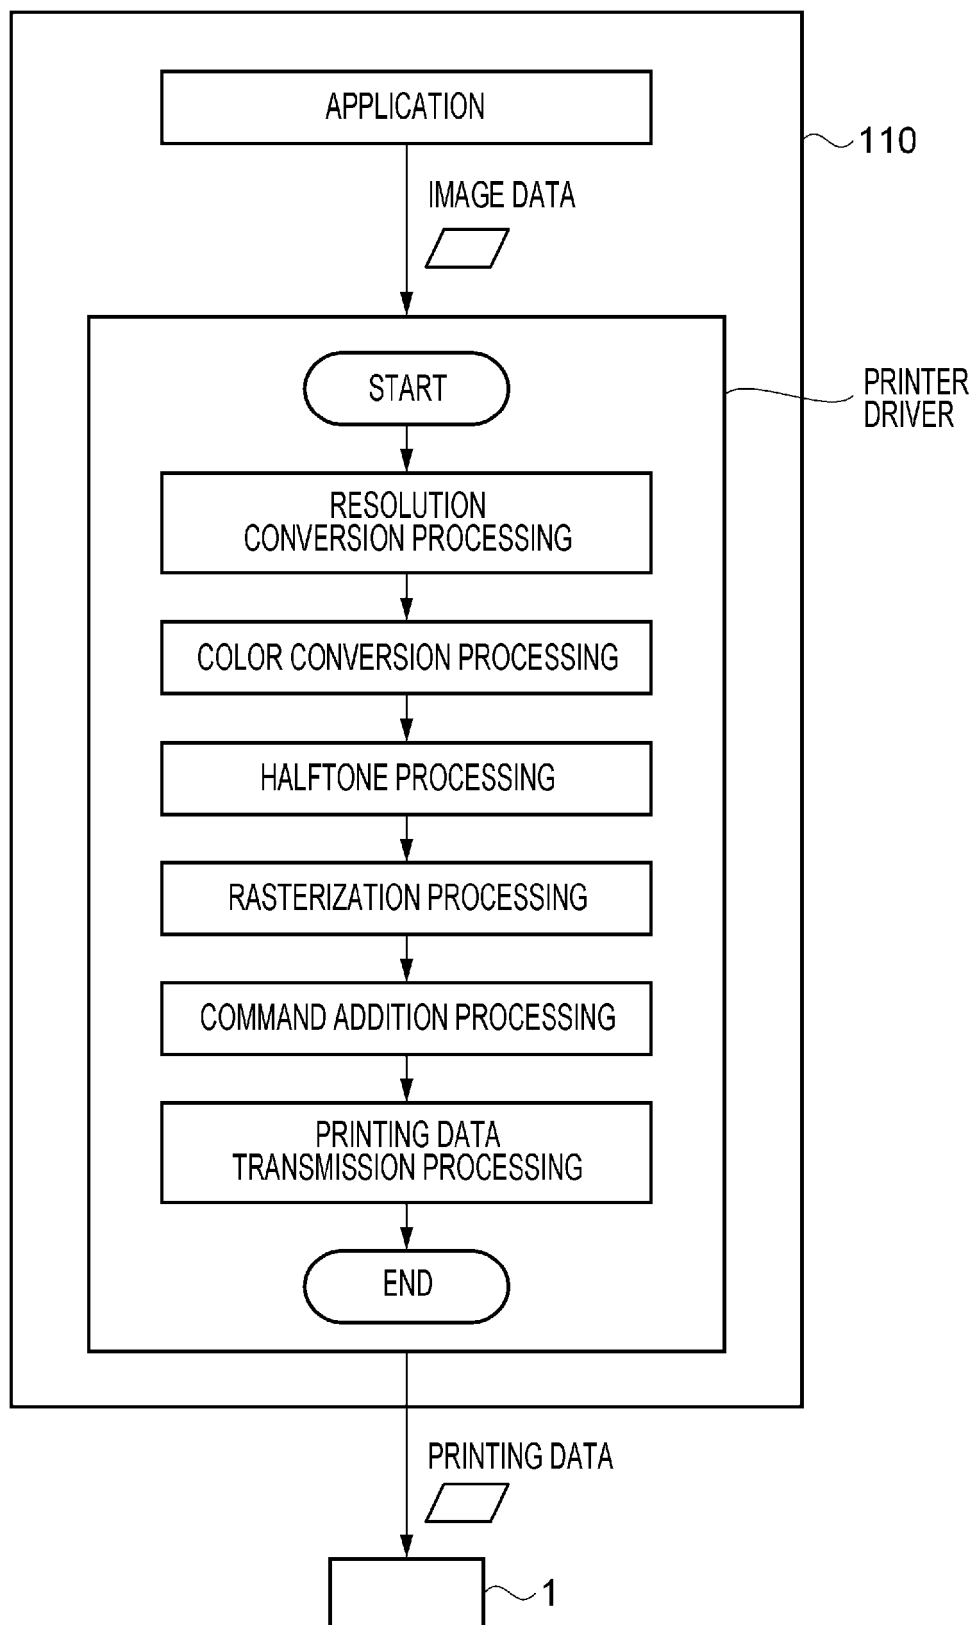 APPLICATION
110
IMAGE DATA
START
PRINTER
DRIVER
RESOLUTION
CONVERSION PROCESSING
COLOR CONVERSION PROCESSING
HALFTONE PROCESSING
RASTERIZATION PROCESSING
COMMAND ADDITION PROCESSING
PRINTING DATA
TRANSMISSION PROCESSING
END
PRINTING DATA
1